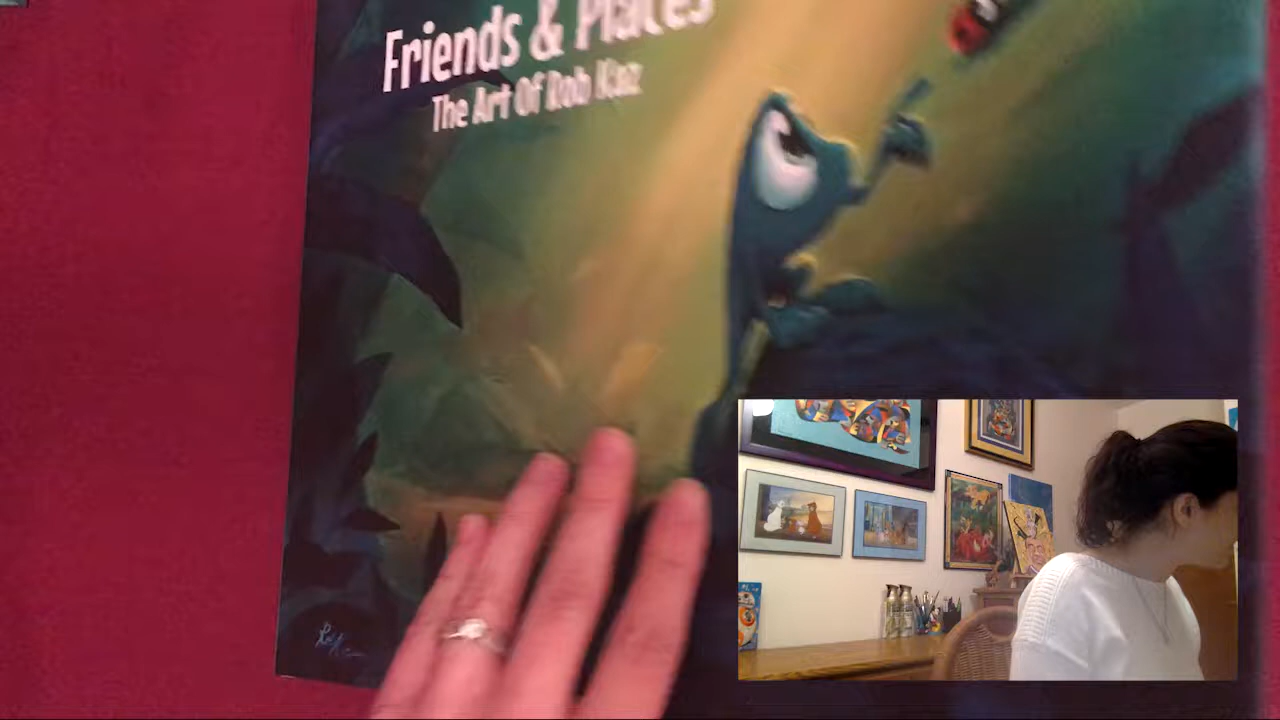 Friends & Places
The Art Of Rob Kaz